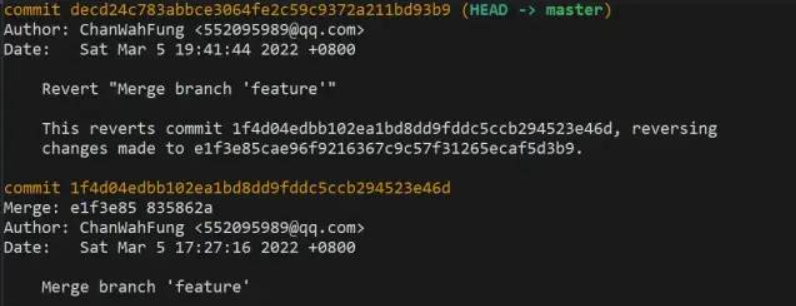 commit decd24c783abbce3064fe2c59c9372a211bd93b9 (HEAD -> master)
Author: ChanWahFung <552095989@qq.com>
Date:   Sat Mar 5 19:41:44 2022 +0800
Revert "Merge branch 'feature'"
This reverts commit 1f4d04edbb102ea1bd8dd9fddc5ccb294523e46d, reversing
changes made to e1f3e85cae96f9216367c9c57f31265ecaf5d3b9.
commit 1f4d04edbb102ea1bd8dd9fddc5ccb294523e46d
Merge: e1f3e85 835862a
Author: ChanWahFung <552095989@qq.com>
Date:   Sat Mar 5 17:27:16 2022 +0800
Merge branch 'feature'